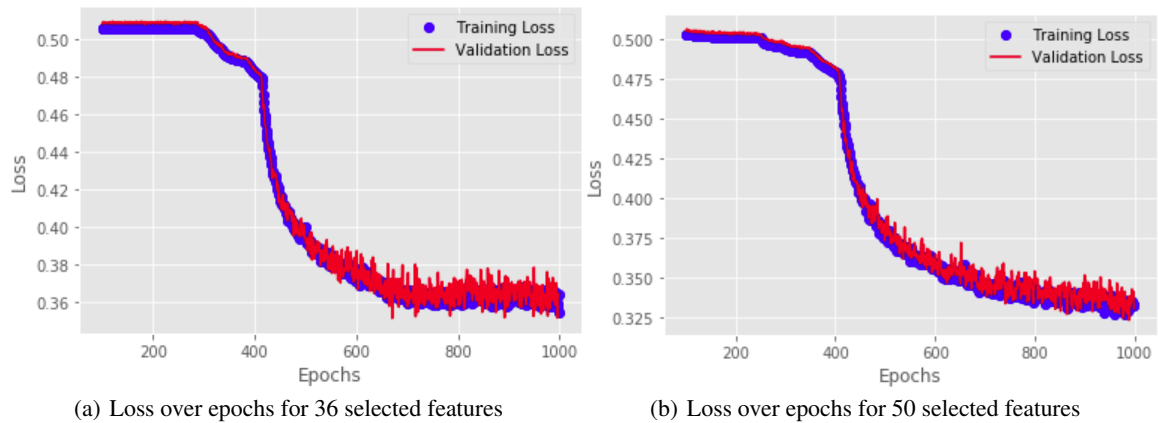 Training Loss
Validation Loss
0.50
0.48
0.46
0.44
0.42
0.40
0.38
0.36
Loss
200 400 600 800 1000
Epochs
(a) Loss over epochs for 36 selected features
Training Loss
Validation Loss
0.500
0.475
0.450
0.425
0.400
0.375
0.350
0.325
Loss
200 400 600 800 1000
Epochs
(b) Loss over epochs for 50 selected features